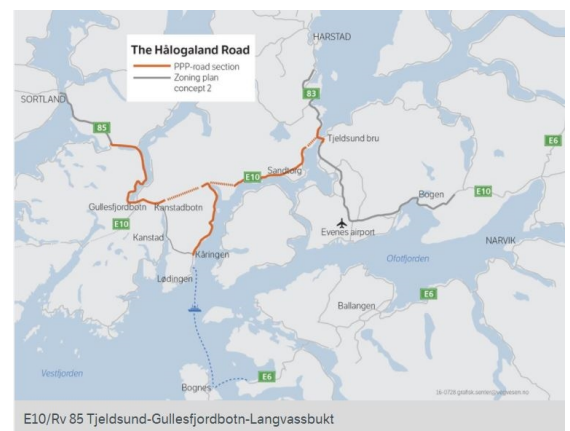 HARSTAD
The Hålogaland Road
PPP-road section
Zoning plan
concept 2
SORTLAND
83
85
Tjeldsund bru
E6
Sandtorg
E10
Gullesfjordbotn
Kanstadbotn
Bogen
E10
E10
Evenes airport
Kanstad
NARVIK
Kåringen
Ofotfjorden
Lødingen
E6
Ballangen
Vestfjorden
E6
Bognes
E10/Rv 85 Tjeldsund-Gullesfjordbotn-Langvassbukt